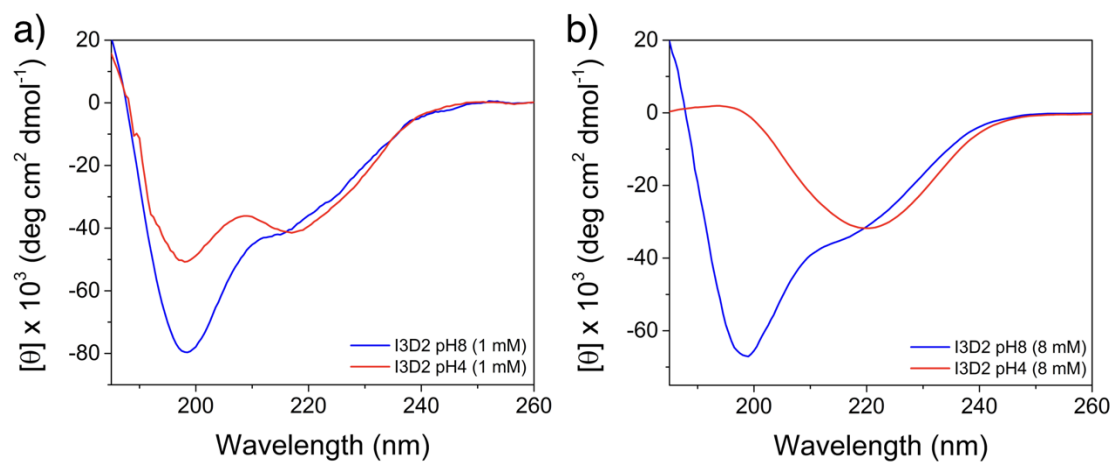 a)
20
0
-20
-40
-60
-80
[θ] x 10³ (deg cm² dmol⁻¹)
I3D2 pH8 (1 mM)
I3D2 pH4 (1 mM)
200 220 240 260
Wavelength (nm)
b)
20
0
-20
-40
-60
[θ] x 10³ (deg cm² dmol⁻¹)
I3D2 pH8 (8 mM)
I3D2 pH4 (8 mM)
200 220 240 260
Wavelength (nm)